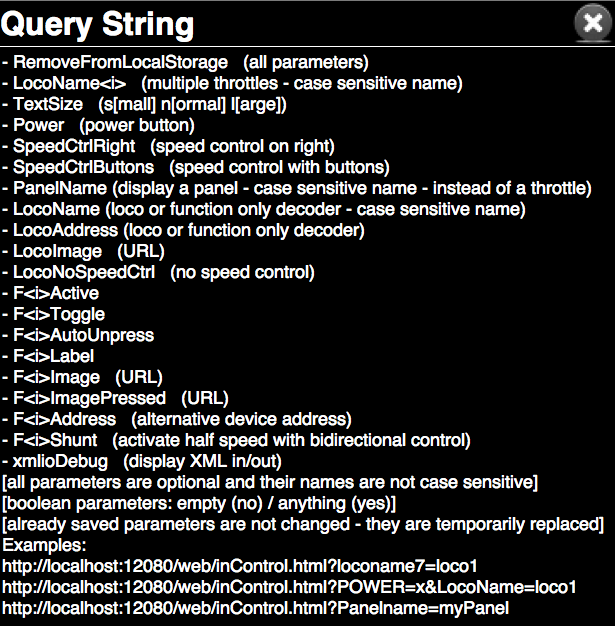 Query String
- RemoveFromLocalStorage (all parameters)
- LocoName<i> (multiple throttles - case sensitive name)
- TextSize (s[mall] n[ormal] l[arge])
- Power (power button)
- SpeedCtrlRight (speed control on right)
- SpeedCtrlButtons (speed control with buttons)
- PanelName (display a panel - case sensitive name - instead of a throttle)
- LocoName (loco or function only decoder - case sensitive name)
- LocoAddress (loco or function only decoder)
- LocoImage (URL)
- LocoNoSpeedCtrl (no speed control)
- F<i>Active
- F<i>Toggle
- F<i>AutoUnpress
- F<i>Label
- F<i>Image (URL)
- F<i>ImagePressed (URL)
- F<i>Address (alternative device address)
- F<i>Shunt (activate half speed with bidirectional control)
- xmlioDebug (display XML in/out)
[all parameters are optional and their names are not case sensitive]
[boolean parameters: empty (no) / anything (yes)]
[already saved parameters are not changed - they are temporarily replaced]
Examples:
http://localhost:12080/web/inControl.html?loconame7=loco1
http://localhost:12080/web/inControl.html?POWER=x&LocoName=loco1
http://localhost:12080/web/inControl.html?Panelname=myPanel